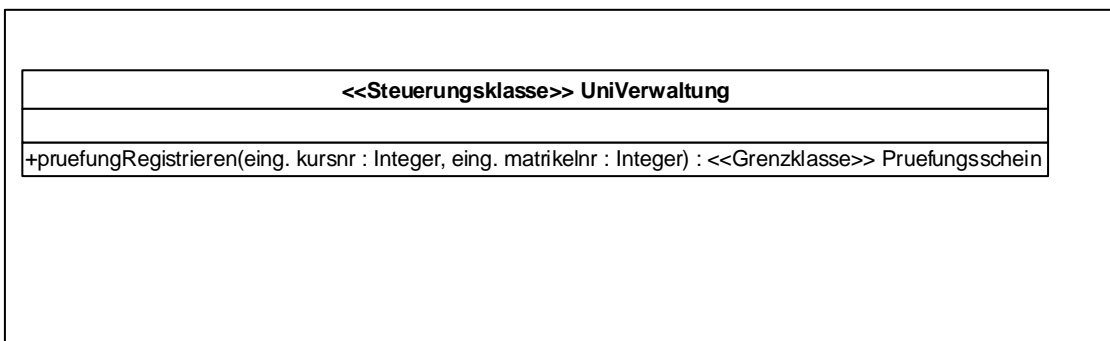 <<Steuerungsklasse>> UniVerwaltung
+pruefungRegistrieren(eing. kursnr : Integer, eing. matrikelnr : Integer) : <<Grenzklasse>> Pruefungsschein